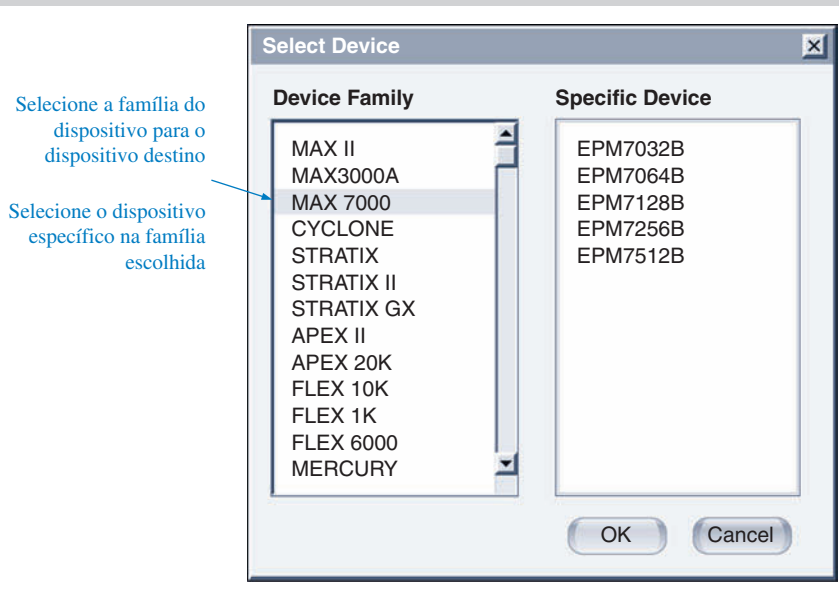 Select Device
Selecione a família do
dispositivo para o
dispositivo destino
Selecione o dispositivo
específico na família
escolhida
Device Family
MAX II
MAX3000A
MAX 7000
CYCLONE
STRATIX
STRATIX II
STRATIX GX
APEX II
APEX 20K
FLEX 10K
FLEX 1K
FLEX 6000
MERCURY
Specific Device
EPM7032B
EPM7064B
EPM7128B
EPM7256B
EPM7512B
OK
Cancel